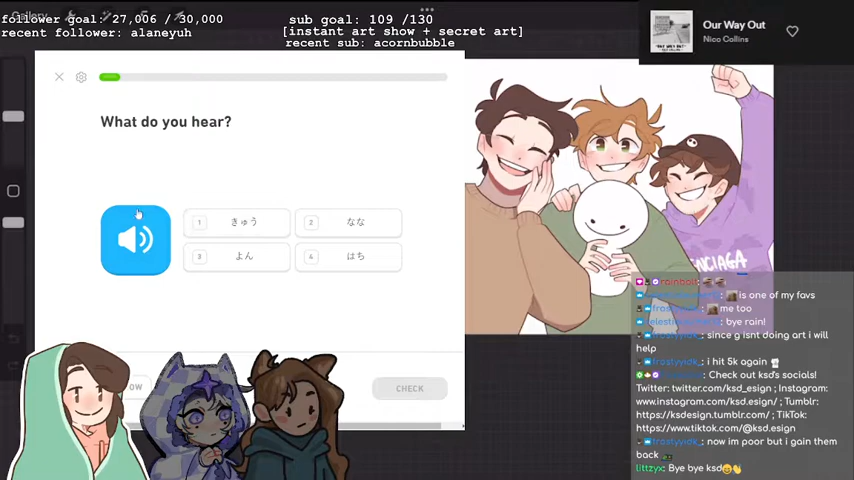 follower goal: 27,006 / 30,000
recent follower: alaneyuh
sub goal: 109 /130
[instant art show + secret art]
recent sub: acornbubble
Our Way Out
Nico Collins
What do you hear?
1 きゅう
2 なな
3 よん
4 はち
OW
CHECK
rainbolt:
is one of my favs
me too
bye rain!
since g isnt doing art i will
help
i hit 5k again
: Check out ksd's socials!
Twitter: twitter.com/ksd_esign ; Instagram:
www.instagram.com/ksd.esign/ ; Tumblr:
https://ksdesign.tumblr.com/ ; TikTok:
https://www.tiktok.com/@ksd.esign
now im poor but i gain them
back
littzyx: Bye bye ksd